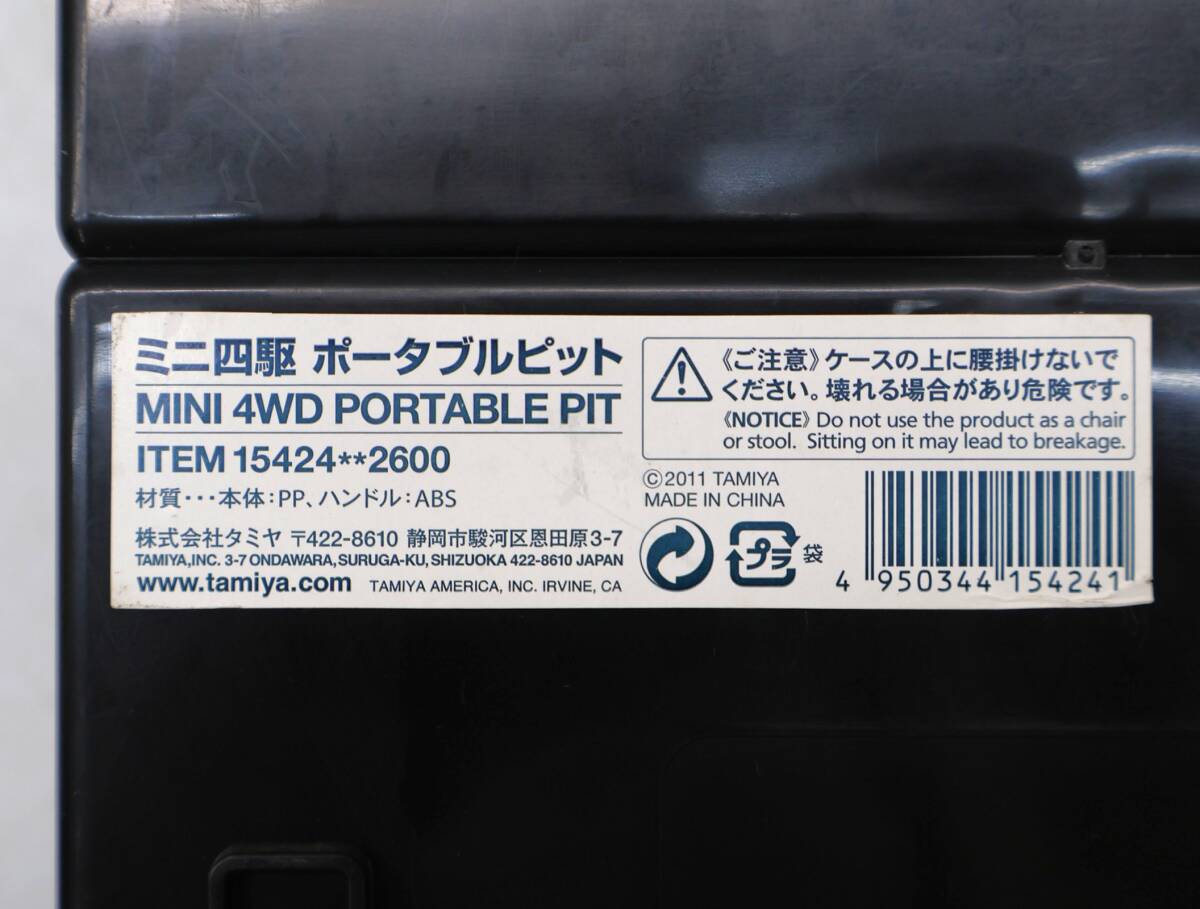 ミニ四駆 ポータブルピット
MINI 4WD PORTABLE PIT
ITEM 15424**2600
材質･･･本体:PP、ハンドル:ABS
株式会社タミヤ 〒422-8610 静岡市駿河区恩田原3-7
TAMIYA,INC. 3-7 ONDAWARA, SURUGA-KU, SHIZUOKA 422-8610 JAPAN
www.tamiya.com TAMIYA AMERICA, INC. IRVINE, CA
《ご注意》ケースの上に腰掛けないで
ください。壊れる場合があり危険です。
《NOTICE》 Do not use the product as a chair
or stool. Sitting on it may lead to breakage.
©2011 TAMIYA
MADE IN CHINA
プラ 袋
4 950344 154241